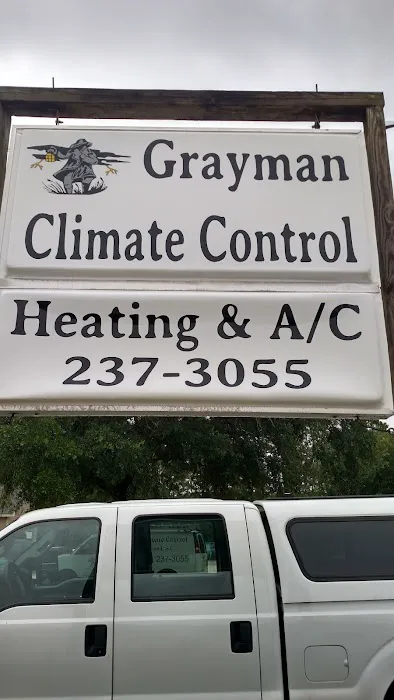 Grayman
Climate Control
Heating & A/C
237-3055